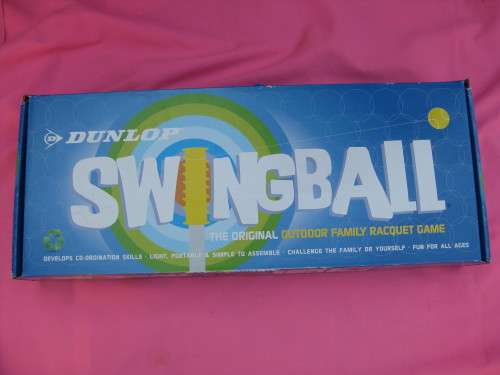 DUNLOP
SWINGBALL
THE ORIGINAL OUTDOOR FAMILY RACQUET GAME
DEVELOPS CO-ORDINATION SKILLS · LIGHT, PORTABLE & SIMPLE TO ASSEMBLE · CHALLENGE THE FAMILY OR YOURSELF · FUN FOR ALL AGES